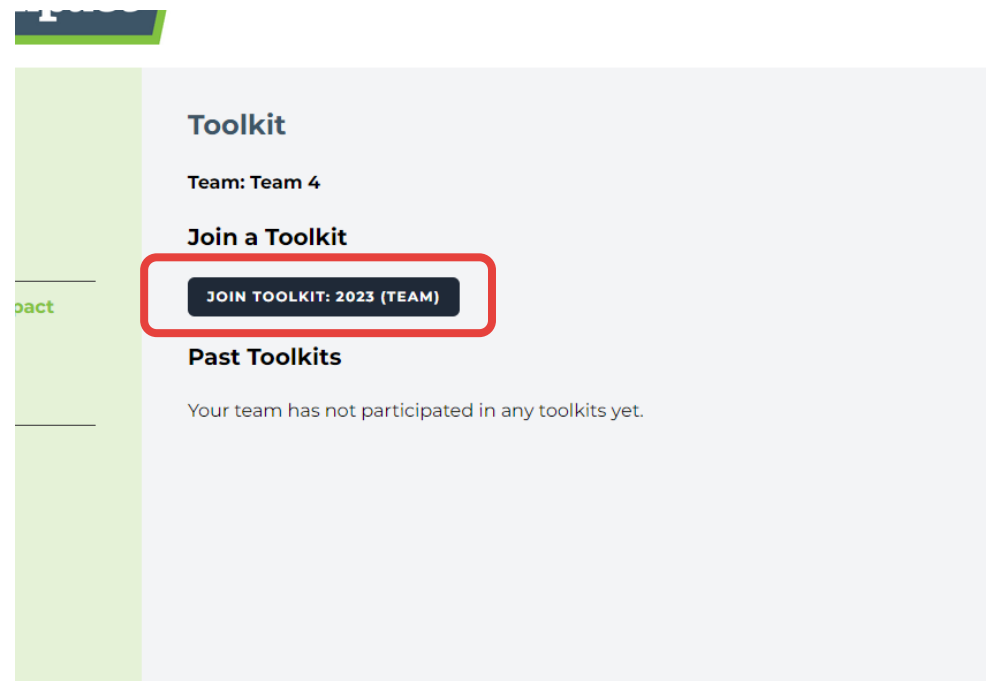 Toolkit
Team: Team 4
Join a Toolkit
JOIN TOOLKIT: 2023 (TEAM)
pact
Past Toolkits
Your team has not participated in any toolkits yet.